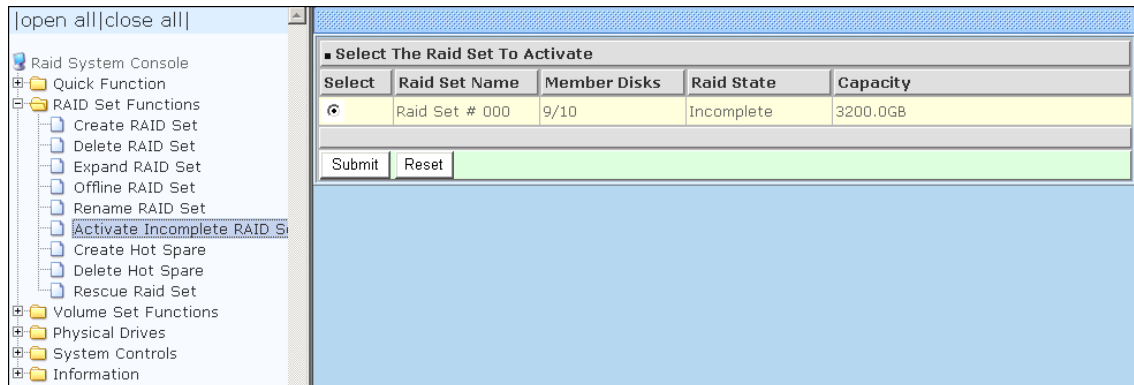 |open all|close all|
Raid System Console
Quick Function
RAID Set Functions
Create RAID Set
Delete RAID Set
Expand RAID Set
Offline RAID Set
Rename RAID Set
Activate Incomplete RAID
Create Hot Spare
Delete Hot Spare
Rescue Raid Set
Volume Set Functions
Physical Drives
System Controls
Information
Select The Raid Set To Activate
Select Raid Set Name Member Disks Raid State Capacity
Raid Set # 000 9/10 Incomplete 3200.0GB
Submit Reset